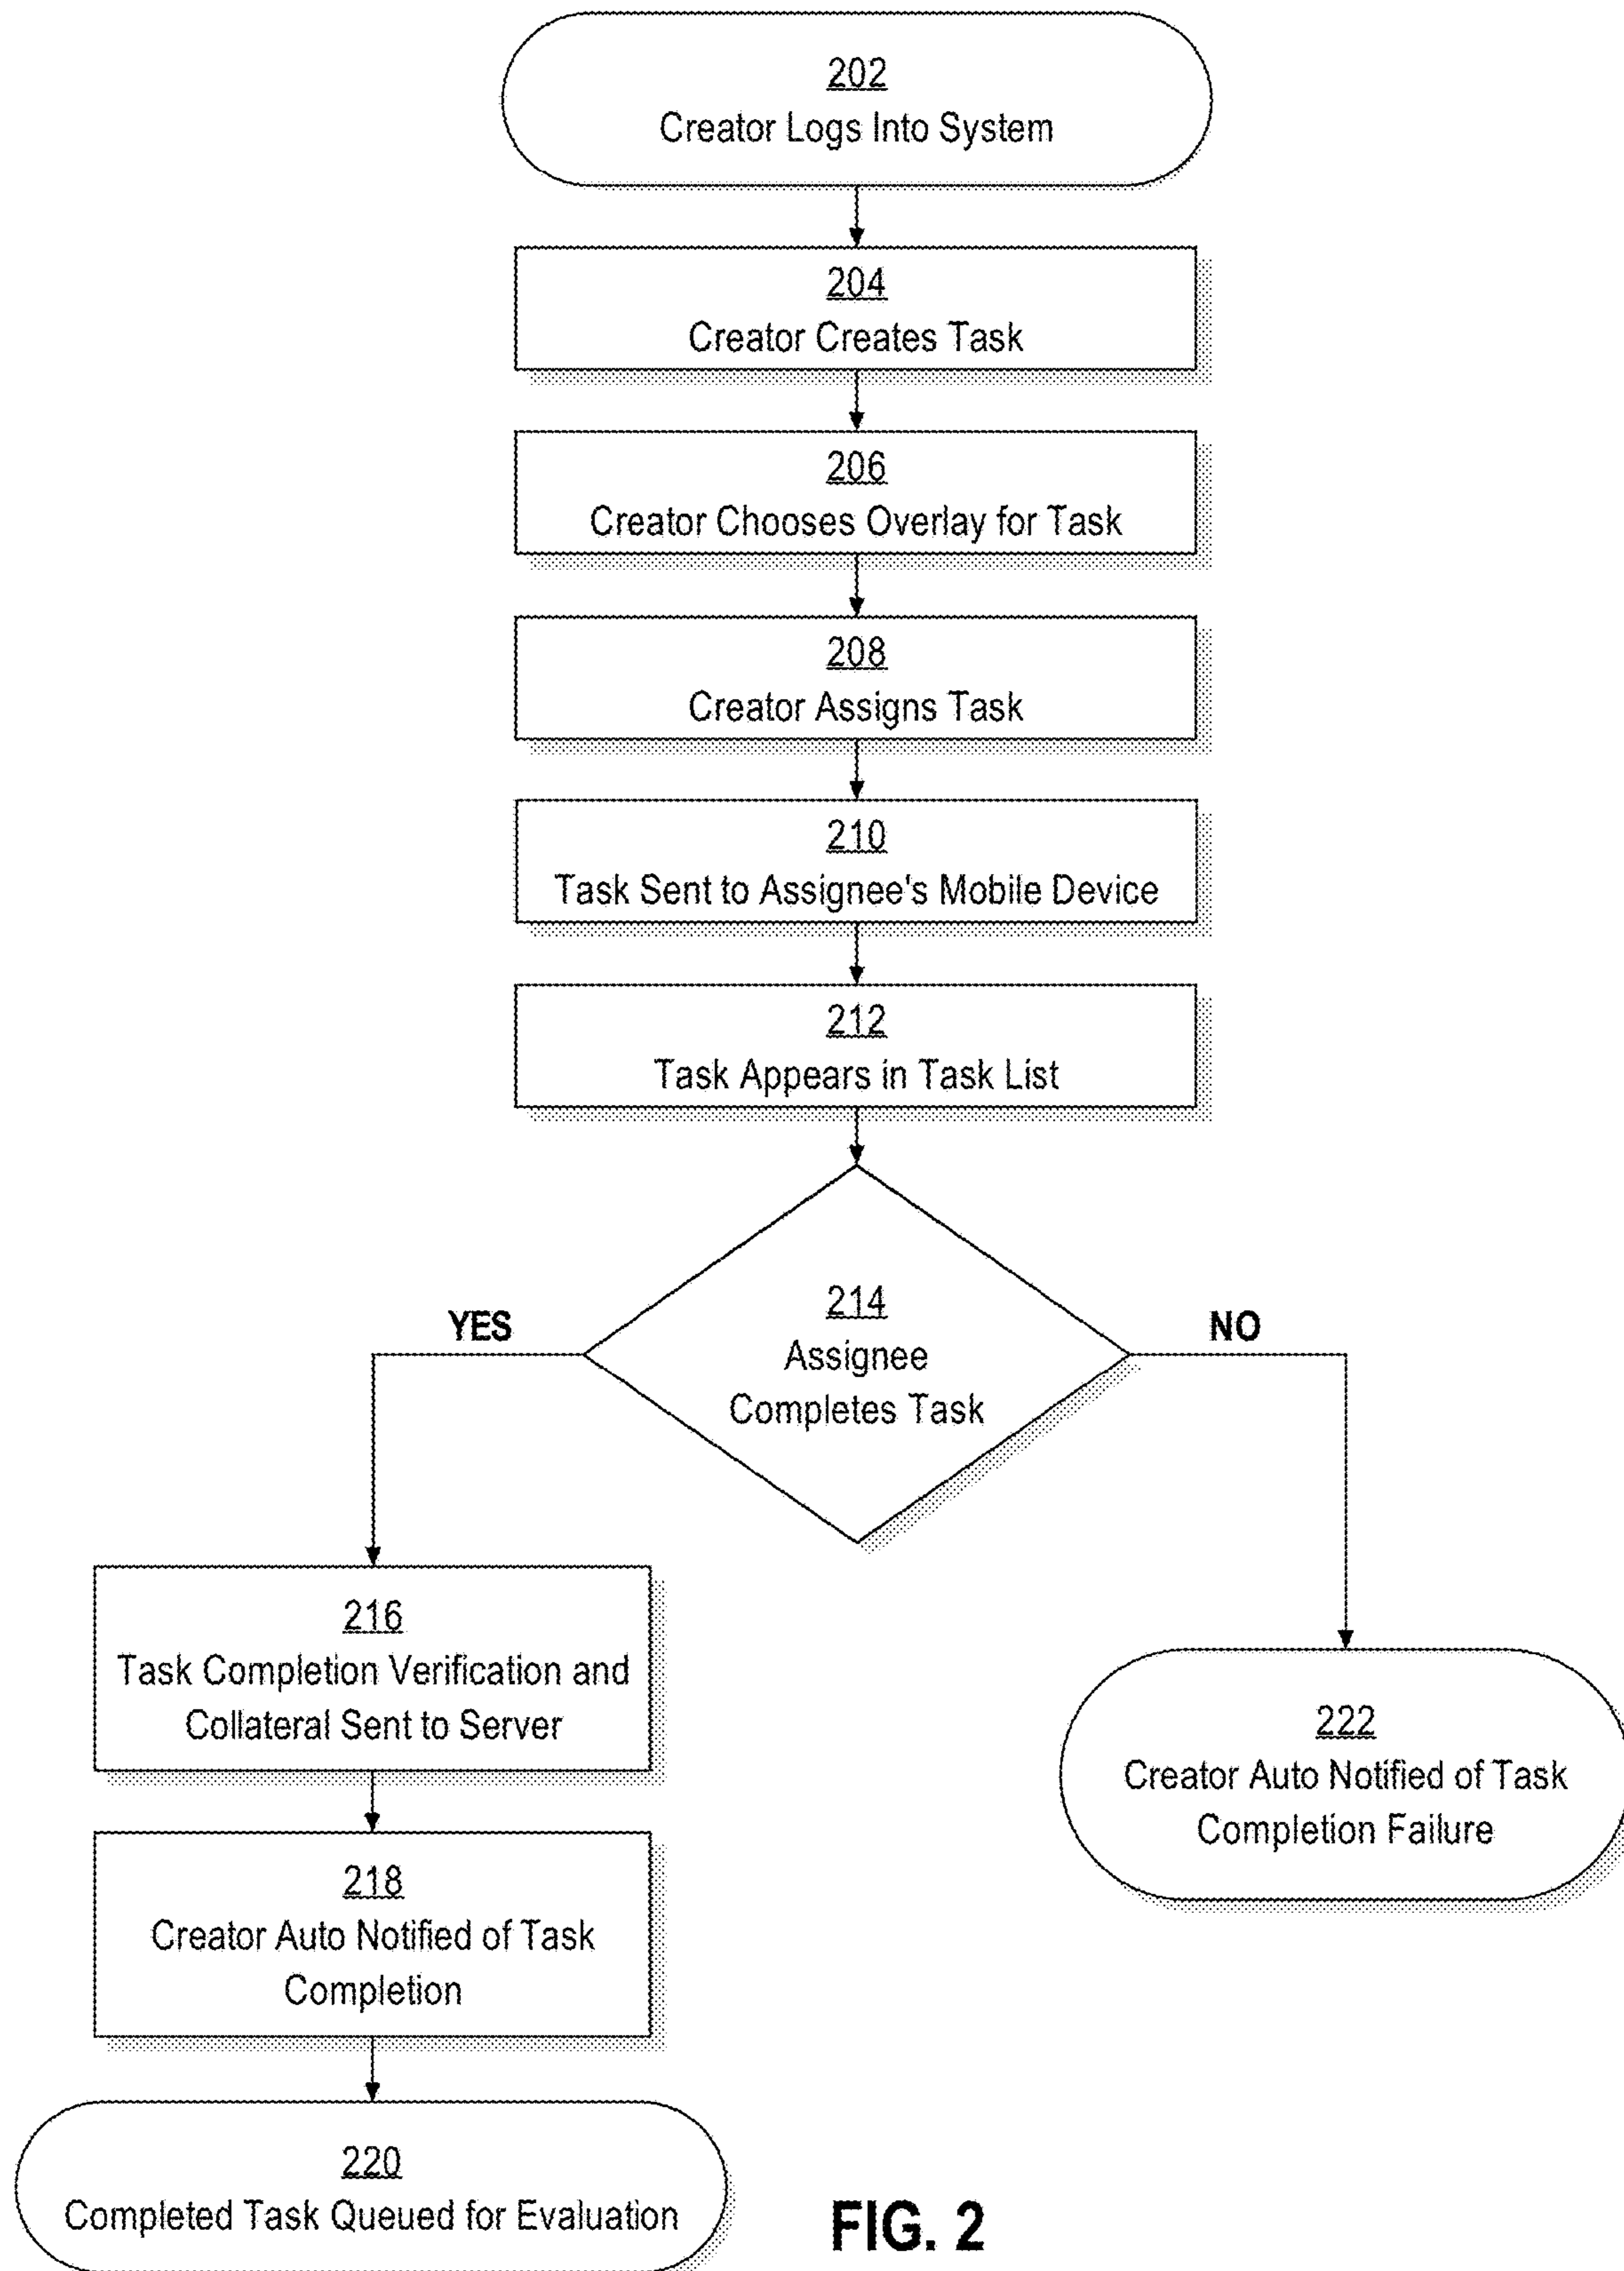 202
Creator Logs Into System
204
Creator Creates Task
206
Creator Chooses Overlay for Task
208
Creator Assigns Task
210
Task Sent to Assignee's Mobile Device
212
Task Appears in Task List
214
Assignee
Completes Task
YES
NO
216
Task Completion Verification and
Collateral Sent to Server
222
Creator Auto Notified of Task
Completion Failure
218
Creator Auto Notified of Task
Completion
220
Completed Task Queued for Evaluation
FIG. 2